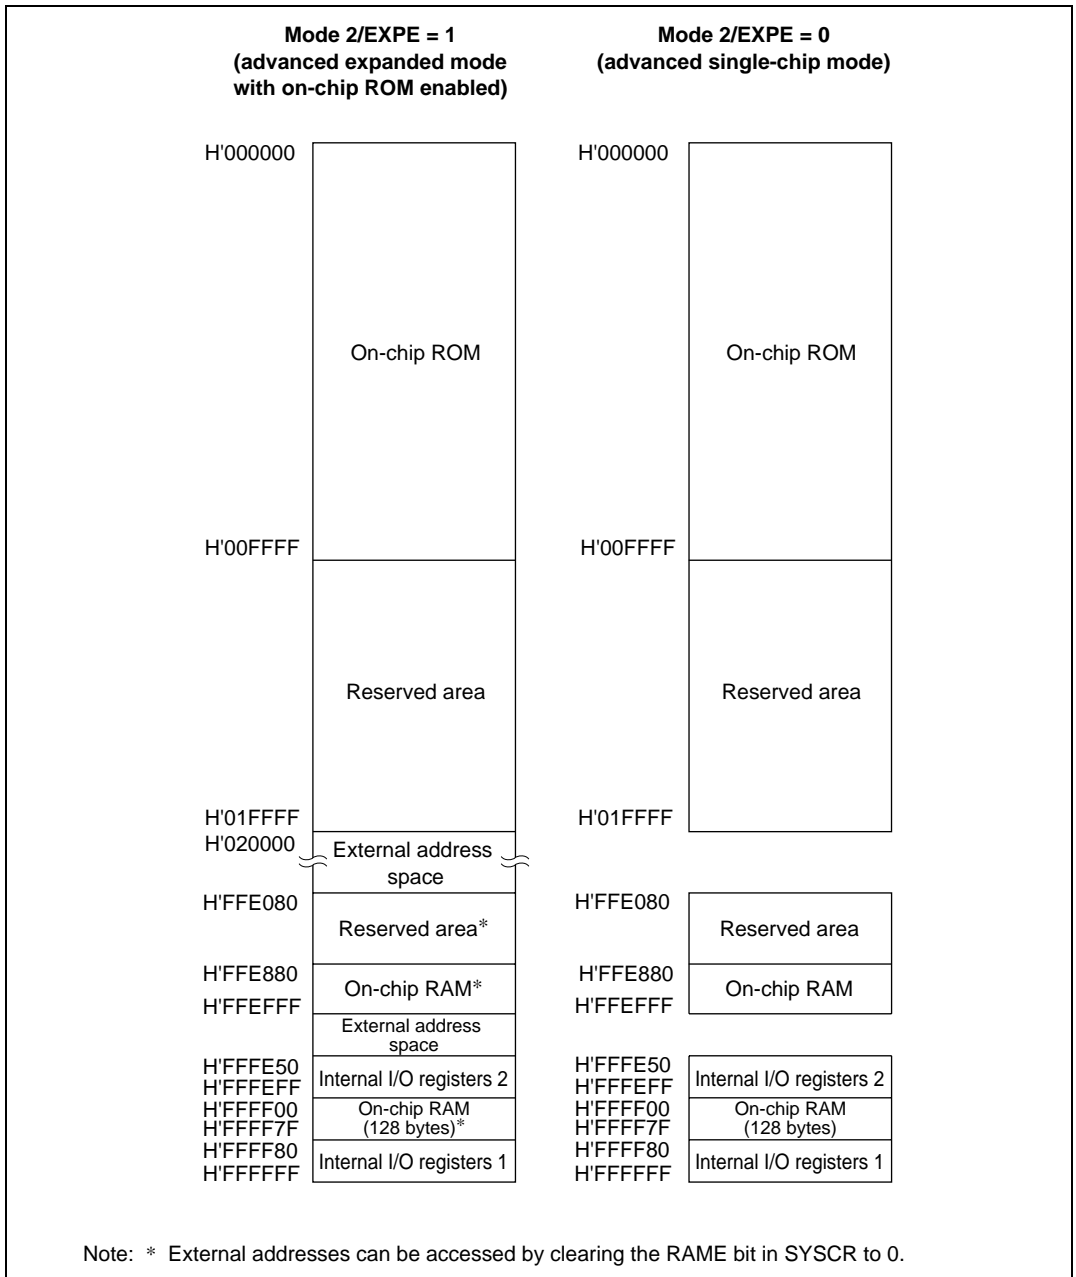 Mode 2/EXPE = 1
(advanced expanded mode
with on-chip ROM enabled)
H'000000
On-chip ROM
H'00FFFF
Reserved area
H'01FFFF
H'020000
External address
space
H'FFE080
Reserved area*
H'FFE880
On-chip RAM*
H'FFEFFF
External address
space
H'FFFE50
Internal I/O registers 2
H'FFFEFF
H'FFFF00
On-chip RAM
(128 bytes)*
H'FFFF7F
H'FFFF80
Internal I/O registers 1
H'FFFFFF
Mode 2/EXPE = 0
(advanced single-chip mode)
H'000000
On-chip ROM
H'00FFFF
Reserved area
H'01FFFF
H'FFE080
Reserved area
H'FFE880
On-chip RAM
H'FFEFFF
H'FFFE50
Internal I/O registers 2
H'FFFEFF
H'FFFF00
On-chip RAM
(128 bytes)
H'FFFF7F
H'FFFF80
Internal I/O registers 1
H'FFFFFF
Note: * External addresses can be accessed by clearing the RAME bit in SYSCR to 0.